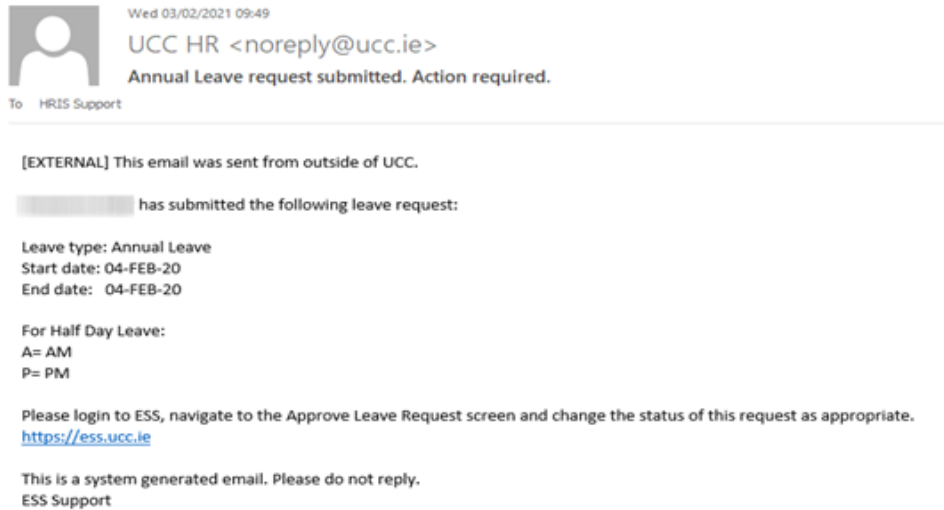 Wed 03/02/2021 09:49
UCC HR <noreply@ucc.ie>
Annual Leave request submitted. Action required.
To HRIS Support
[EXTERNAL] This email was sent from outside of UCC.
has submitted the following leave request:
Leave type: Annual Leave
Start date: 04-FEB-20
End date: 04-FEB-20
For Half Day Leave:
A= AM
P= PM
Please login to ESS, navigate to the Approve Leave Request screen and change the status of this request as appropriate.
https://ess.ucc.ie
This is a system generated email. Please do not reply.
ESS Support